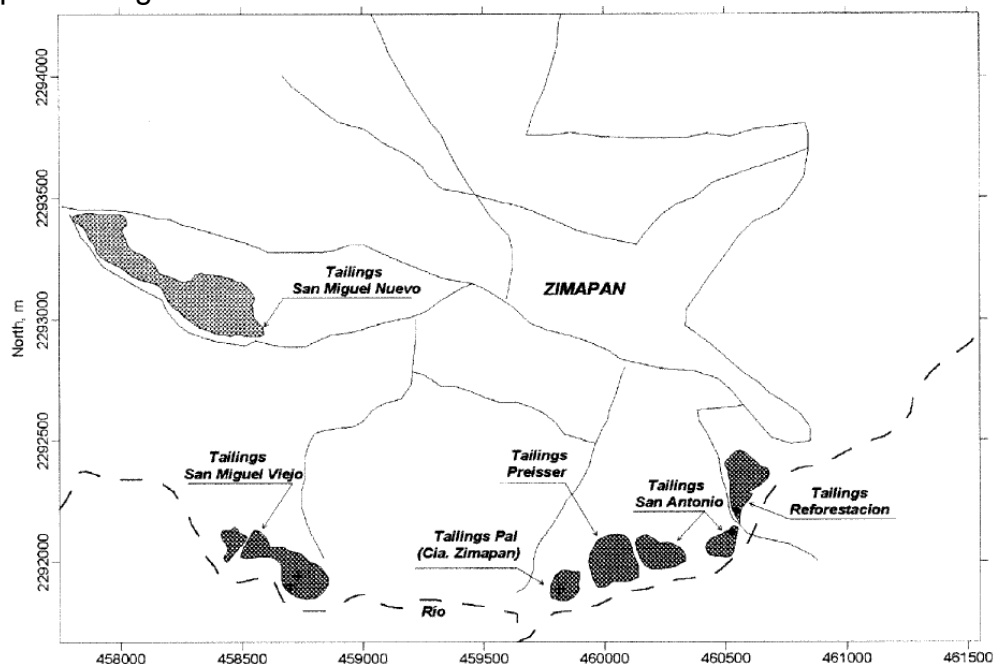 2294000
2293500
2293000
2292500
2292000
North, m
Tailings
San Miguel Nuevo
ZIMAPAN
Tailings
San Miguel Viejo
Tailings
Preisser
Tailings
San Antonio
Tailings
Reforestacion
Tailings Pal
(Cia. Zimapan)
Río
458000
458500
459000
459500
460000
460500
461000
461500